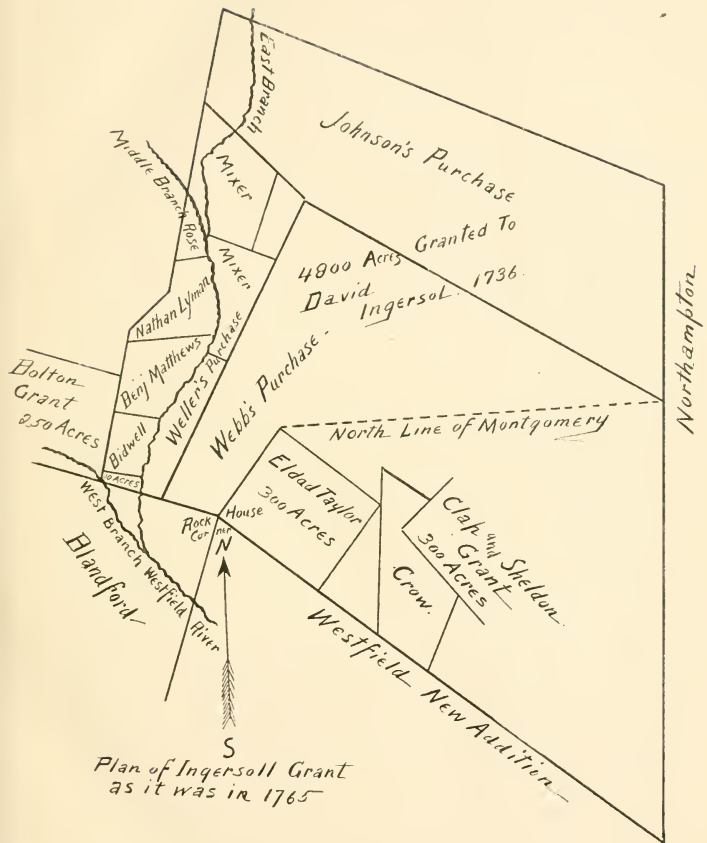 East Branch
Johnson's Purchase
Middle Branch
Rose
Mixer
Mixer
4800 Acres Granted To
David
Ingersol. 1736.
Northampton
Nathan Lyman
Benj Matthews
Weller's Purchase
Webb's Purchase-
Bolton
Grant
250 Acres
Bidwell
10 Acres
North Line of Montgomery
Eldad Taylor
300 Acres
Clap and Sheldon.
Grant
300 Acres
Crow.
Rock House
Corner
N
West Branch Westfield River
Blandford
Westfield New Addition
S
Plan of Ingersoll Grant
as it was in 1765